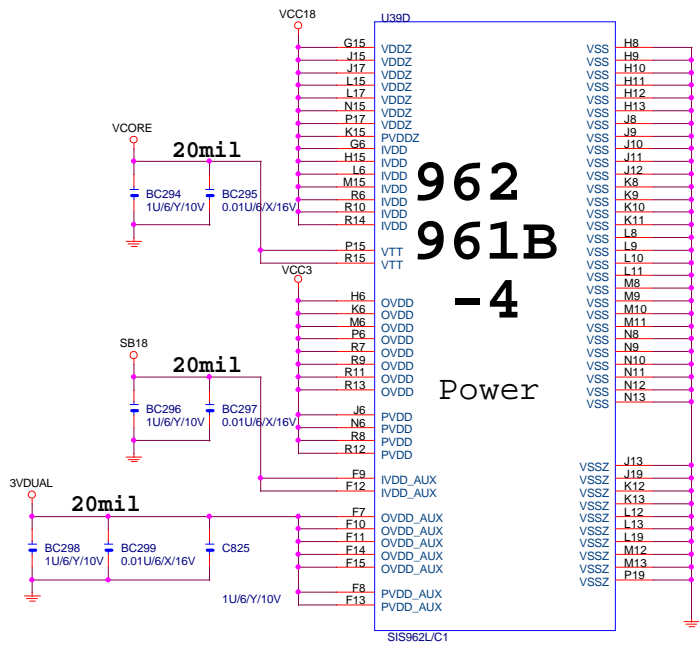 VCC18
U39D
G15 VDDZ VSS H8
J15 VDDZ VSS H9
J17 VDDZ VSS H10
L15 VDDZ VSS H11
L17 VDDZ VSS H12
N15 VDDZ VSS H13
P17 VDDZ VSS J8
K15 PVDDZ VSS J9
G6 IVDD VSS J10
H15 IVDD VSS J11
L6 IVDD VSS J12
M15 IVDD VSS K8
R6 IVDD VSS K9
R10 IVDD VSS K10
R14 IVDD VSS K11
VSS L8
P15 VTT VSS L9
R15 VTT VSS L10
VSS L11
VSS M8
H6 OVDD VSS M9
K6 OVDD VSS M10
M6 OVDD VSS M11
P6 OVDD VSS N8
R7 OVDD VSS N9
R9 OVDD VSS N10
R11 OVDD VSS N11
R13 OVDD VSS N12
VSS N13
J6 PVDD
N6 PVDD
R8 PVDD
R12 PVDD
VSSZ J13
F9 IVDD_AUX VSSZ J19
F12 IVDD_AUX VSSZ K12
VSSZ K13
F7 OVDD_AUX VSSZ L12
F10 OVDD_AUX VSSZ L13
F11 OVDD_AUX VSSZ L19
F14 OVDD_AUX VSSZ M12
F15 OVDD_AUX VSSZ M13
VSSZ P19
F8 PVDD_AUX
F13 PVDD_AUX
962
961B
-4
Power
SIS962L/C1
VCORE
20mil
BC294
1U/6/Y/10V
BC295
0.01U/6/X/16V
VCC3
SB18
20mil
BC296
1U/6/Y/10V
BC297
0.01U/6/X/16V
3VDUAL
20mil
BC298
1U/6/Y/10V
BC299
0.01U/6/X/16V
C825
1U/6/Y/10V